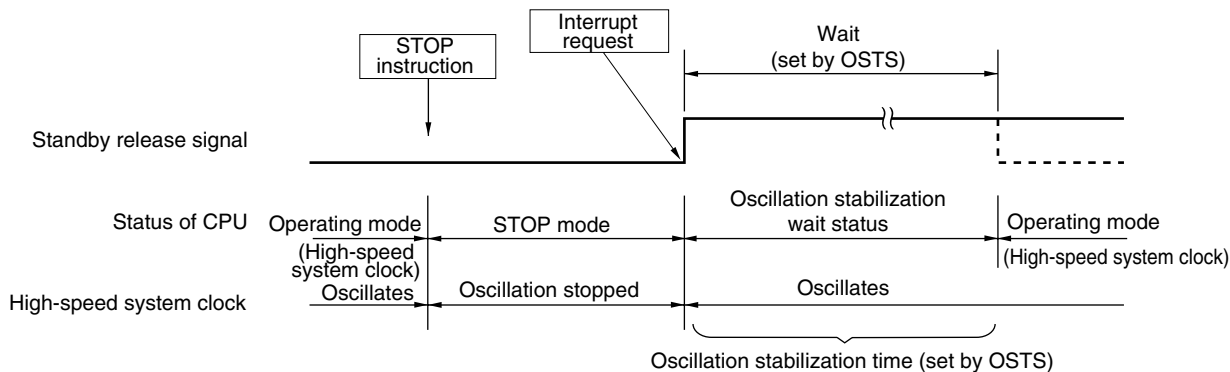 Interrupt
request
Wait
(set by OSTS)
STOP
instruction
Standby release signal
Status of CPU
Operating mode
(High-speed
system clock)
STOP mode
Oscillation stabilization
wait status
Operating mode
(High-speed system clock)
High-speed system clock
Oscillates
Oscillation stopped
Oscillates
Oscillation stabilization time (set by OSTS)